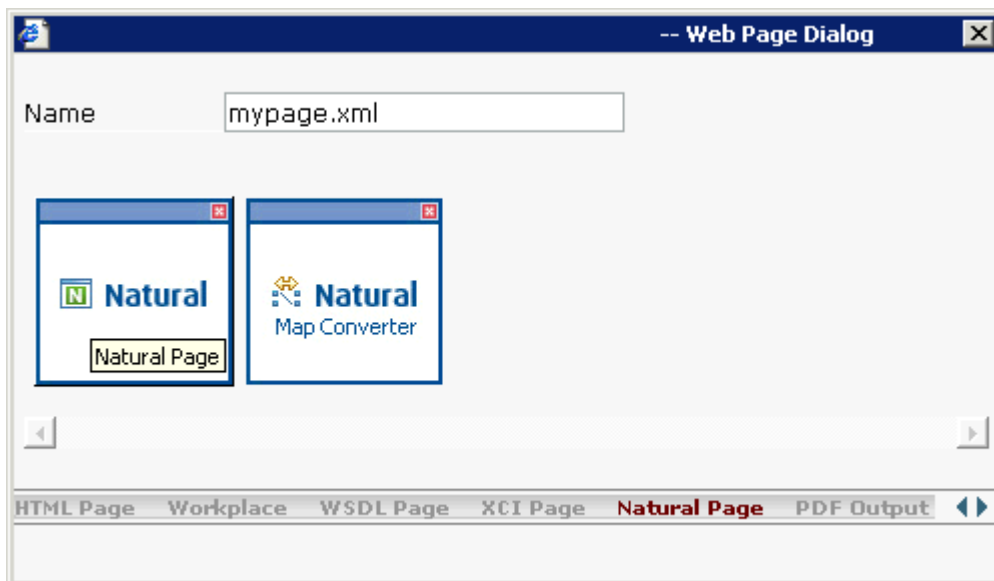 -- Web Page Dialog
Name mypage.xml
Natural Natural
Map Converter
Natural Page
HTML Page Workplace WSDL Page XCI Page Natural Page PDF Output